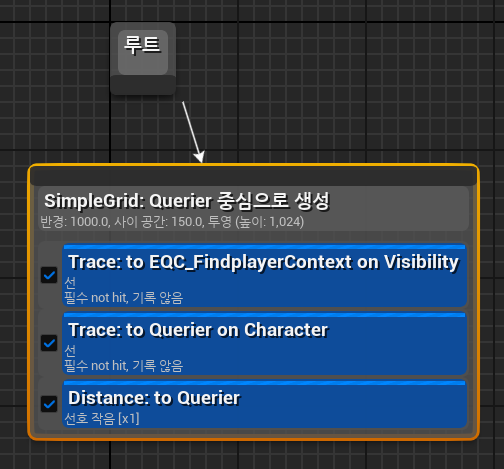 루트
SimpleGrid: Querier 중심으로 생성
반경: 1000.0, 사이 공간: 150.0, 투영 (높이: 1,024)
Trace: to EQC_FindplayerContext on Visibility
선
필수 not hit, 기록 않음
Trace: to Querier on Character
선
필수 not hit, 기록 않음
Distance: to Querier
선호 작음 [x1]